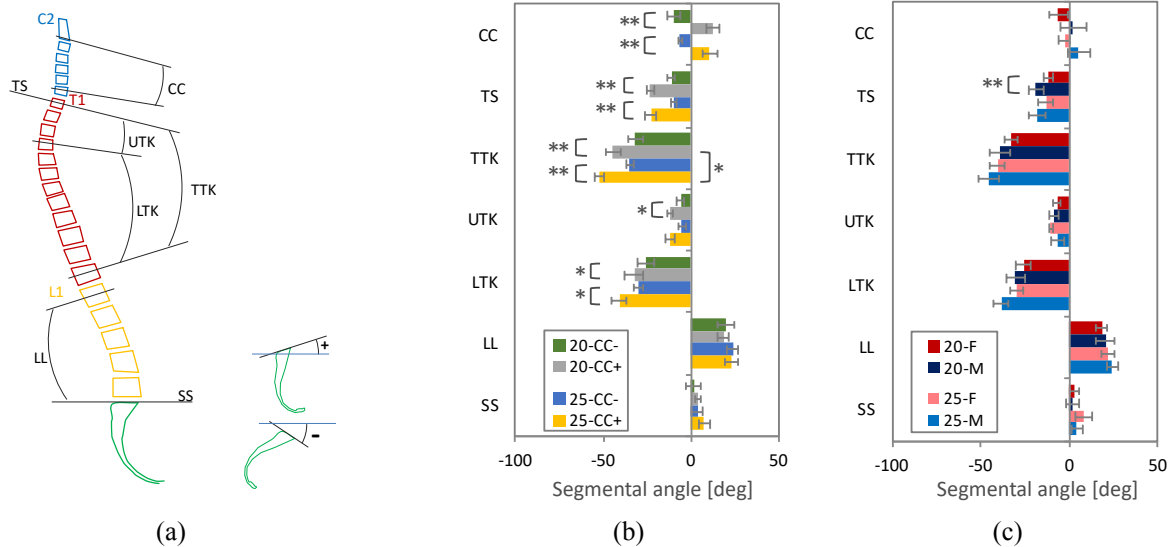 C2
TS
T1
CC
UTK
LTK
TTK
L1
LL
SS
+
-
(a)
CC
TS
TTK
UTK
LTK
LL
SS
**
**
**
**
**
**
*
*
*
*
20-CC-
20-CC+
25-CC-
25-CC+
-100 -50 0 50
Segmental angle [deg]
(b)
CC
TS
TTK
UTK
LTK
LL
SS
**
20-F
20-M
25-F
25-M
-100 -50 0 50
Segmental angle [deg]
(c)